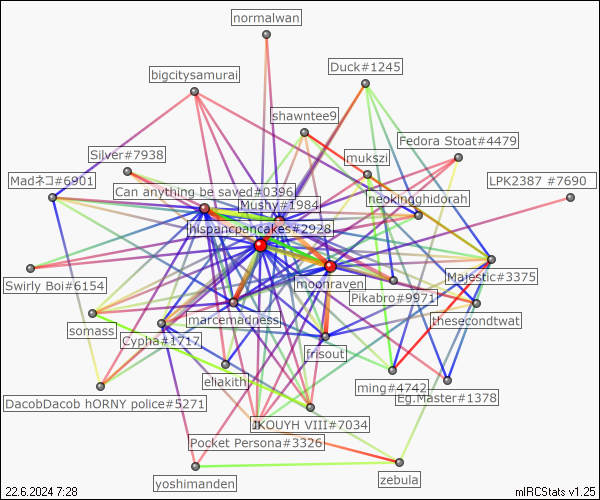 normalwan
Duck#1245
bigcitysamurai
shawntee9
Fedora Stoat#4479
Silver#7938
mukszi
Madネコ#6901
LPK2387 #7690
Can anything be saved#0396
neokingghidorah
Mushy#1984
hispancpancakes#2928
Swirly Boi#6154
moonraven
Majestic#3375
Pikabro#9971
marcemadness
thesecondtwat
somass
Cypha#1717
frisout
eliakith
ming#4742
Eg.Master#1378
DacobDacob hORNY police#5271
JKOUYH VIII#7034
Pocket Persona#3326
yoshimanden
zebula
22.6.2024 7:28
mIRCStats v1.25